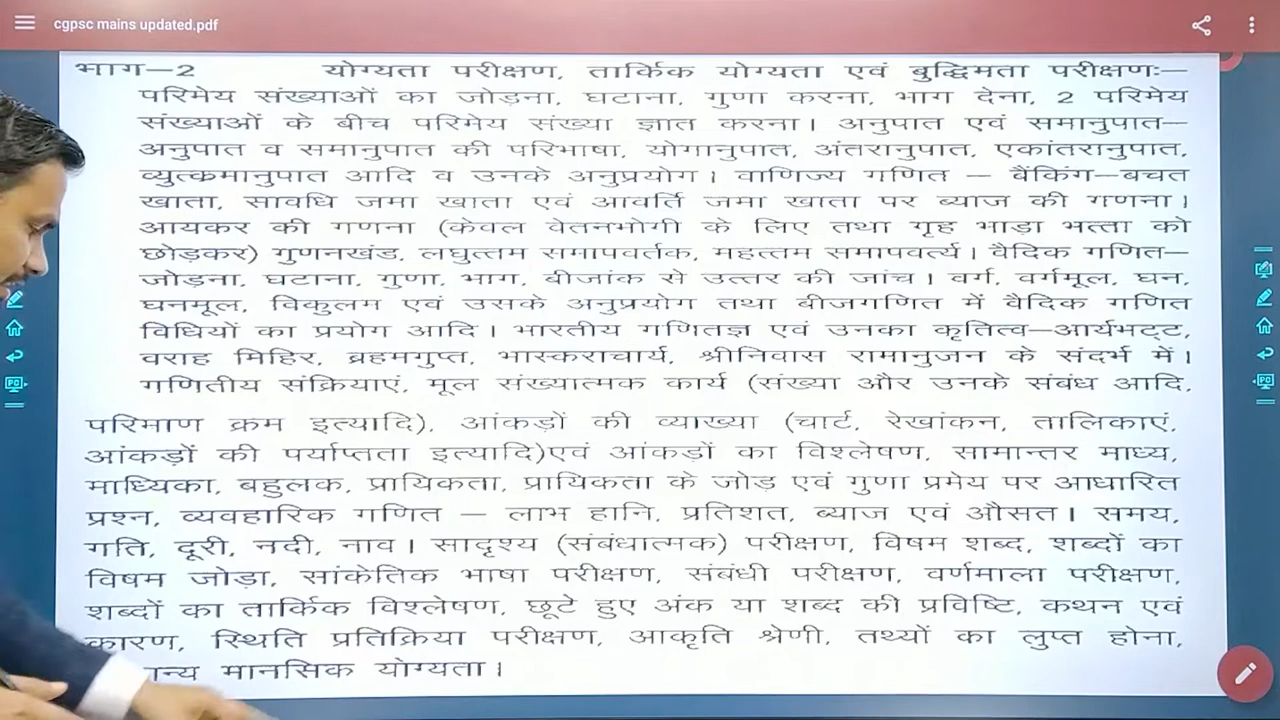 cgpsc mains updated.pdf
भाग—2 योग्यता परीक्षण, तार्किक योग्यता एवं बुद्धिमता परीक्षणः—
परिमेय संख्याओं का जोड़ना, घटाना, गुणा करना, भाग देना, 2 परिमेय
संख्याओं के बीच परिमेय संख्या ज्ञात करना। अनुपात एवं समानुपात—
अनुपात व समानुपात की परिभाषा, योगानुपात, अंतरानुपात, एकांतरानुपात,
व्युत्कमानुपात आदि व उनके अनुप्रयोग। वाणिज्य गणित — बैंकिंग—बचत
खाता, सावधि जमा खाता एवं आवर्ति जमा खाता पर ब्याज की गणना।
आयकर की गणना (केवल वेतनभोगी के लिए तथा गृह भाड़ा भत्ता को
छोड़कर) गुणनखंड, लघुत्तम समापवर्तक, महत्तम समापवर्त्य। वैदिक गणित—
जोड़ना, घटाना, गुणा, भाग, बीजांक से उत्तर की जांच। वर्ग, वर्गमूल, घन,
घनमूल, विकुलम एवं उसके अनुप्रयोग तथा बीजगणित में वैदिक गणित
विधियों का प्रयोग आदि। भारतीय गणितज्ञ एवं उनका कृतित्व—आर्यभट्ट,
वराह मिहिर, ब्रहमगुप्त, भास्कराचार्य, श्रीनिवास रामानुजन के संदर्भ में।
गणितीय संक्रियाएं, मूल संख्यात्मक कार्य (संख्या और उनके संबंध आदि,
परिमाण क्रम इत्यादि), आंकड़ों की व्याख्या (चार्ट, रेखांकन, तालिकाएं,
आंकड़ों की पर्याप्तता इत्यादि)एवं आंकड़ों का विश्लेषण, सामान्तर माध्य,
माध्यिका, बहुलक, प्रायिकता, प्रायिकता के जोड़ एवं गुणा प्रमेय पर आधारित
प्रश्न, व्यवहारिक गणित — लाभ हानि, प्रतिशत, ब्याज एवं औसत। समय,
गति, दूरी, नदी, नाव। सादृश्य (संबंधात्मक) परीक्षण, विषम शब्द, शब्दों का
विषम जोड़ा, सांकेतिक भाषा परीक्षण, संबंधी परीक्षण, वर्णमाला परीक्षण,
शब्दों का तार्किक विश्लेषण, छूटे हुए अंक या शब्द की प्रविष्टि, कथन एवं
कारण, स्थिति प्रतिक्रिया परीक्षण, आकृति श्रेणी, तथ्यों का लुप्त होना,
मानसिक योग्यता।